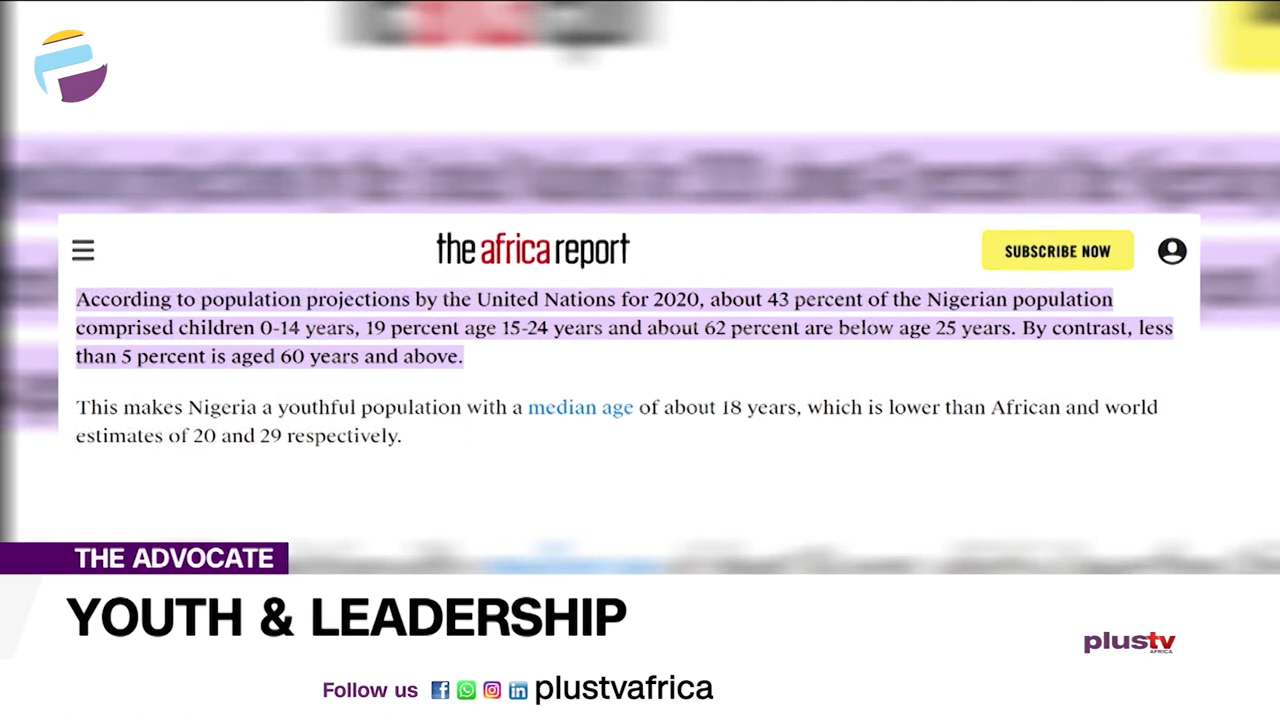 the africa report
SUBSCRIBE NOW
According to population projections by the United Nations for 2020, about 43 percent of the Nigerian population
comprised children 0-14 years, 19 percent age 15-24 years and about 62 percent are below age 25 years. By contrast, less
than 5 percent is aged 60 years and above.
This makes Nigeria a youthful population with a median age of about 18 years, which is lower than African and world
estimates of 20 and 29 respectively.
THE ADVOCATE
YOUTH & LEADERSHIP
plustv
AFRICA
Follow us plustvafrica